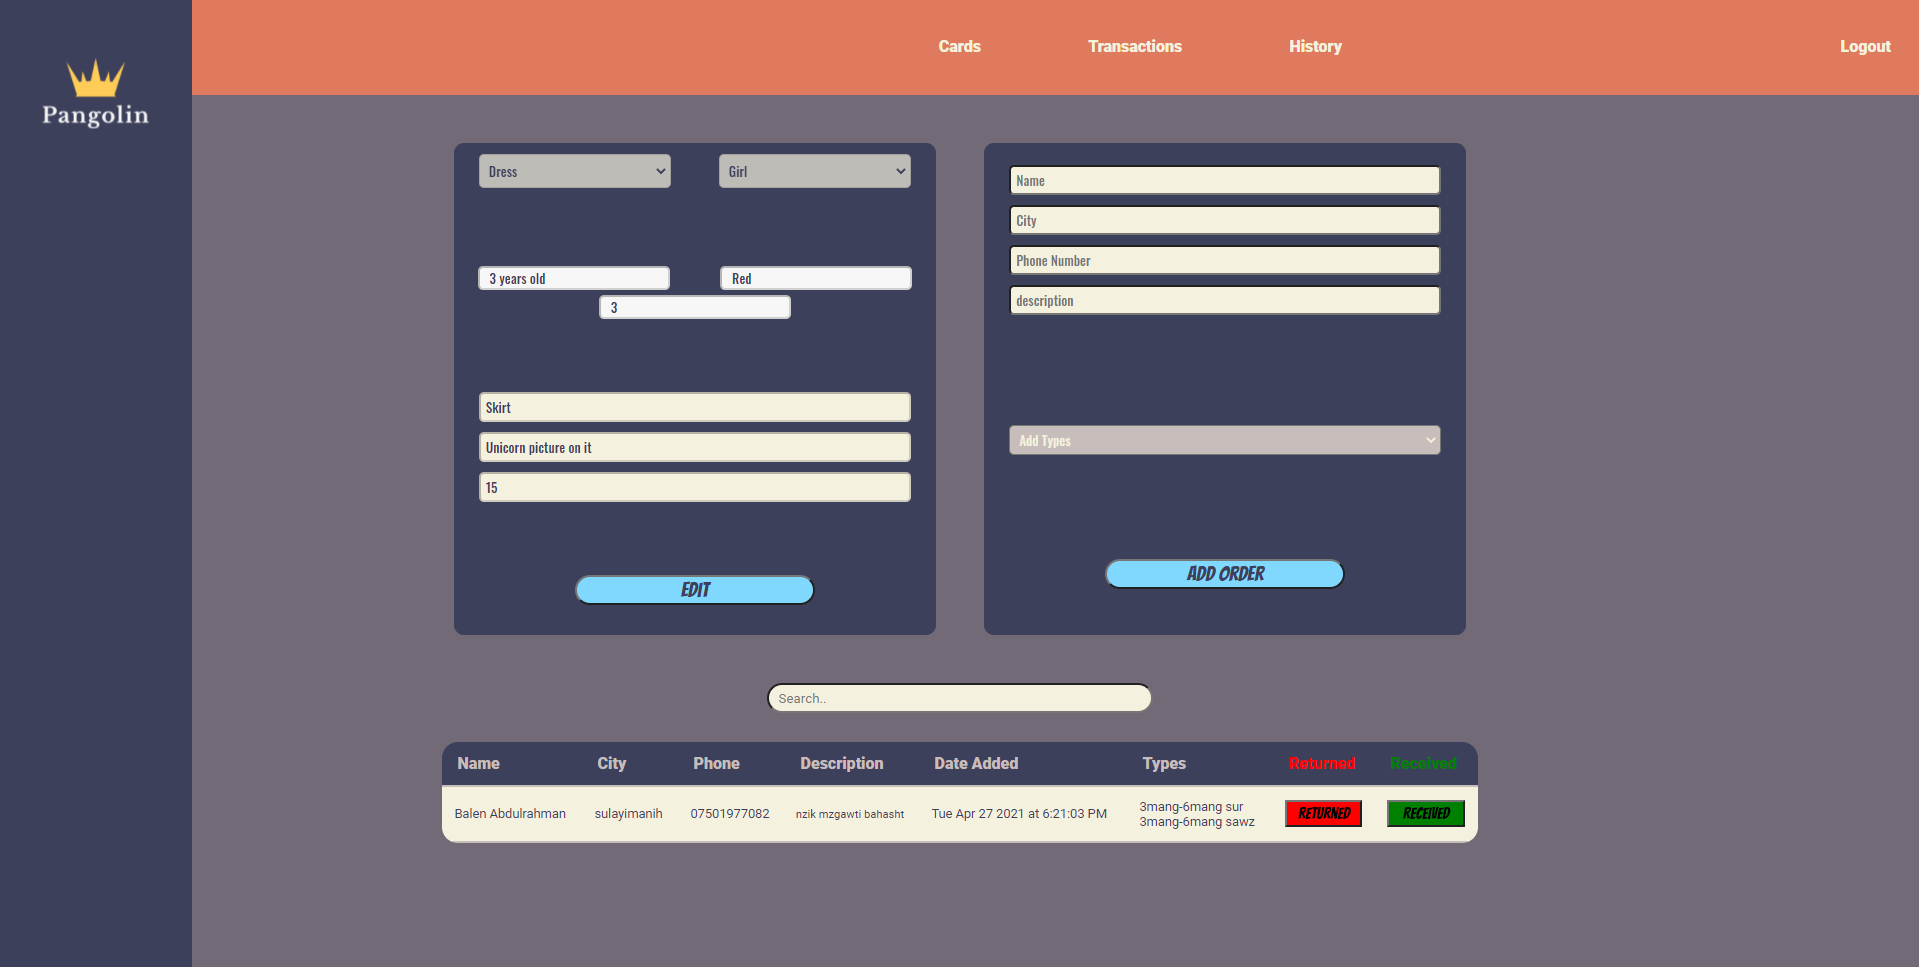 Pangolin
Cards Transactions History Logout
Dress Girl
3 years old Red
3
Skirt
Unicorn picture on it
15
EDIT
Name
City
Phone Number
description
Add Types
ADD ORDER
Search..
Name City Phone Description Date Added Types Returned Received
Balen Abdulrahman sulayimanih 07501977082 nzik mzgawti bahasht Tue Apr 27 2021 at 6:21:03 PM 3mang-6mang sur RETURNED RECEIVED
3mang-6mang sawz